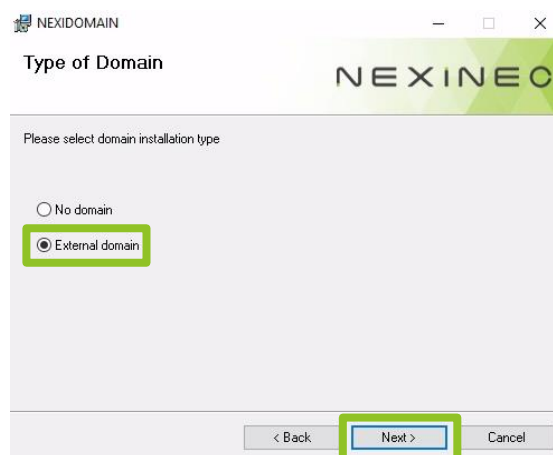 NEXIDOMAIN
Type of Domain
NEXINEC
Please select domain installation type
No domain
External domain
< Back
Next >
Cancel